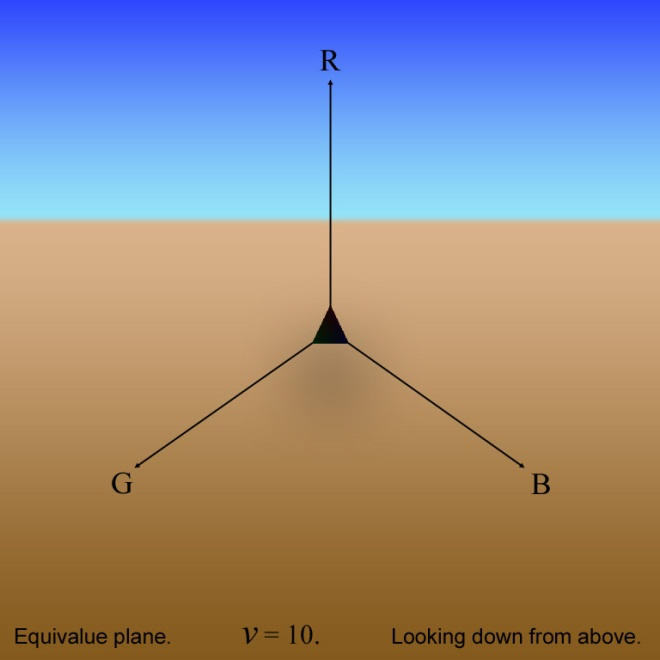 R
G
B
Equivalue plane.
v = 10.
Looking down from above.